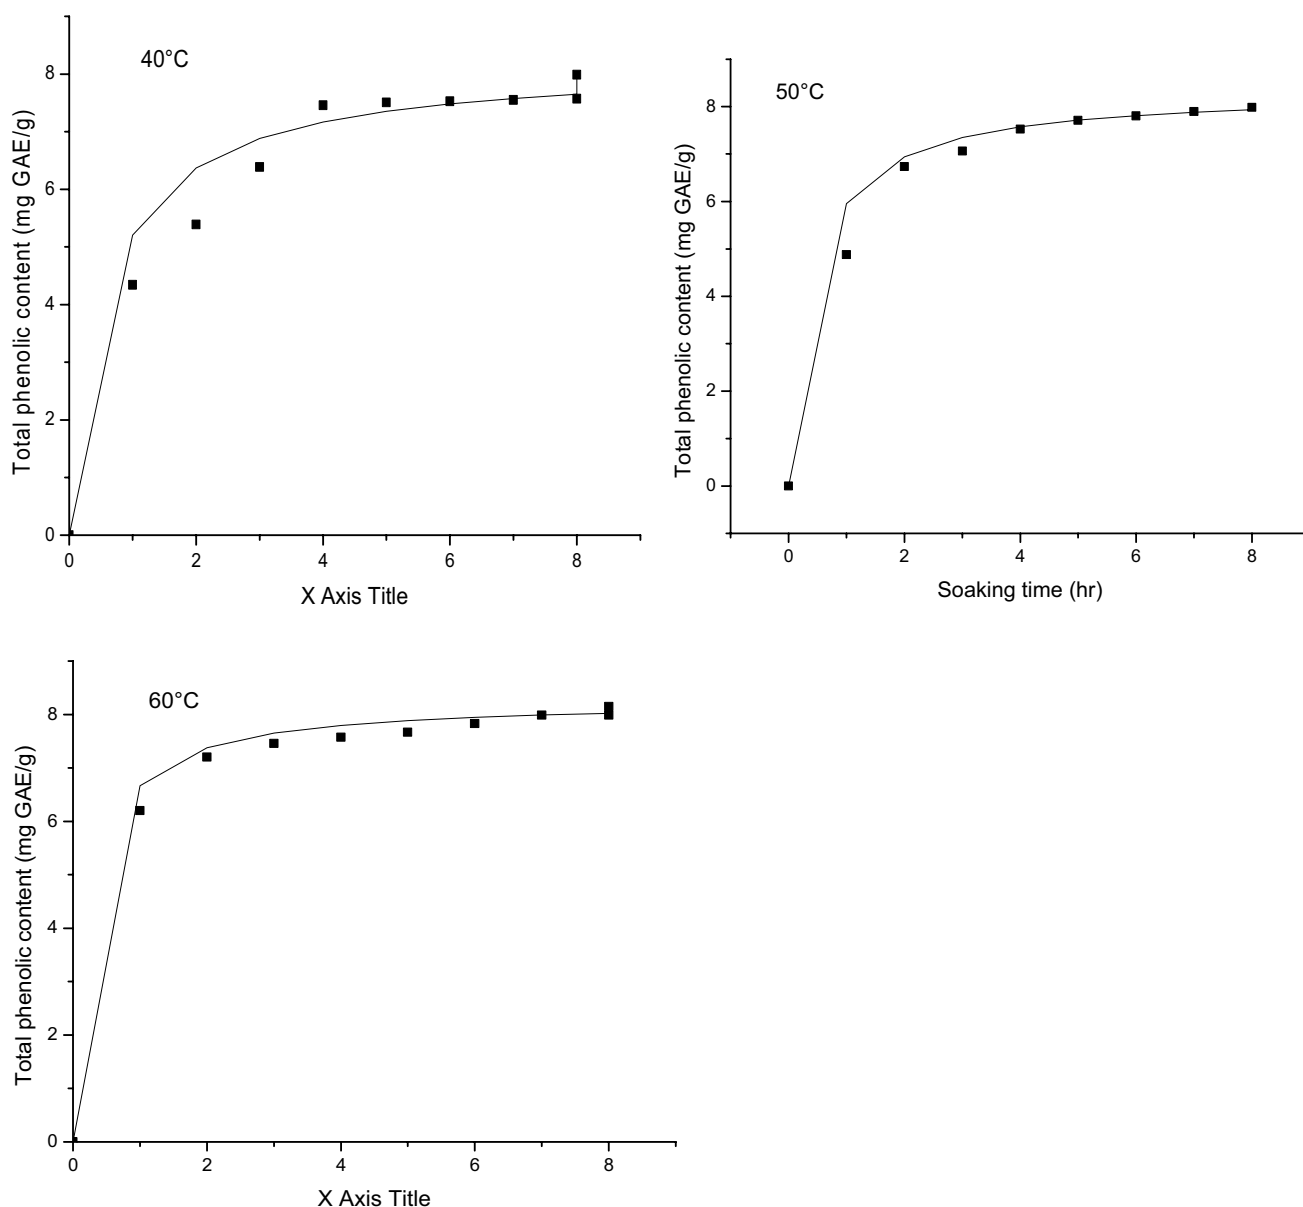 40°C
Total phenolic content (mg GAE/g)
8
6
4
2
0
0 2 4 6 8
X Axis Title
50°C
Total phenolic content (mg GAE/g)
8
6
4
2
0
0 2 4 6 8
Soaking time (hr)
60°C
Total phenolic content (mg GAE/g)
8
6
4
2
0
0 2 4 6 8
X Axis Title